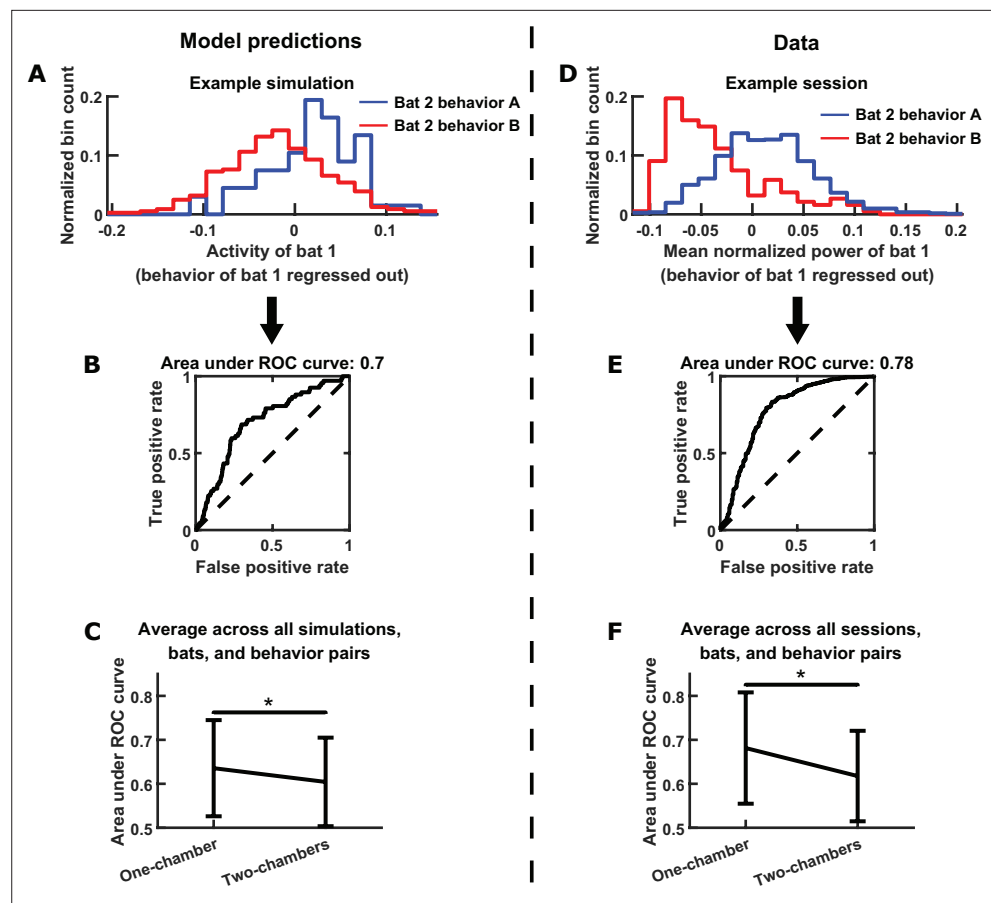 Model predictions
A
Example simulation
Normalized bin count
0.2
0.1
0
Bat 2 behavior A
Bat 2 behavior B
-0.2
-0.1
0
0.1
Activity of bat 1
(behavior of bat 1 regressed out)
B
Area under ROC curve: 0.7
True positive rate
1
0.5
0
0
0.5
1
False positive rate
C
Average across all simulations,
bats, and behavior pairs
*
Area under ROC curve
0.8
0.7
0.6
0.5
One-chamber
Two-chambers
Data
D
Example session
Normalized bin count
0.2
0.1
0
Bat 2 behavior A
Bat 2 behavior B
-0.1
-0.05
0
0.05
0.1
0.15
0.2
Mean normalized power of bat 1
(behavior of bat 1 regressed out)
E
Area under ROC curve: 0.78
True positive rate
1
0.5
0
0
0.5
1
False positive rate
F
Average across all sessions,
bats, and behavior pairs
*
Area under ROC curve
0.8
0.7
0.6
0.5
One-chamber
Two-chambers